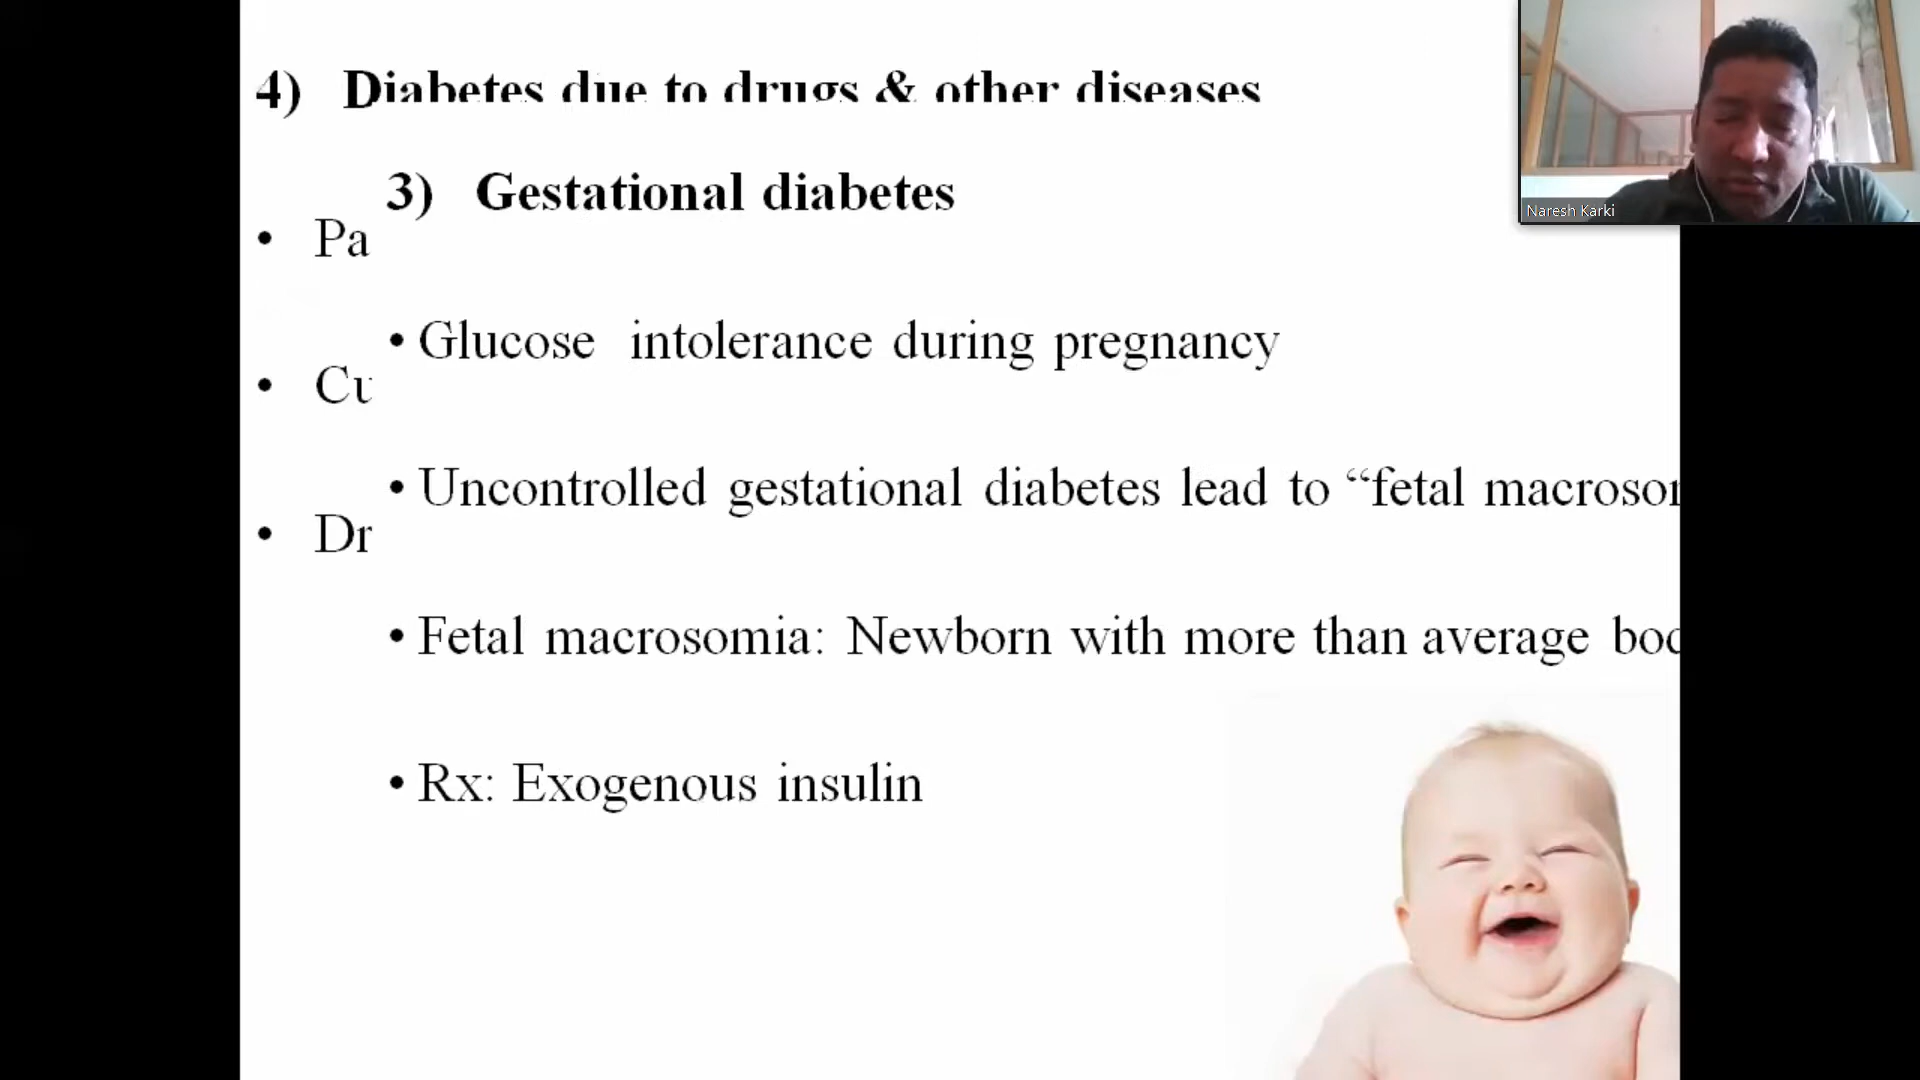 4) Diabetes due to drugs & other diseases
3) Gestational diabetes
• Pa
• Glucose intolerance during pregnancy
• Cu
• Uncontrolled gestational diabetes lead to “fetal macroso
• Dr
• Fetal macrosomia: Newborn with more than average bo
• Rx: Exogenous insulin
Naresh Karki